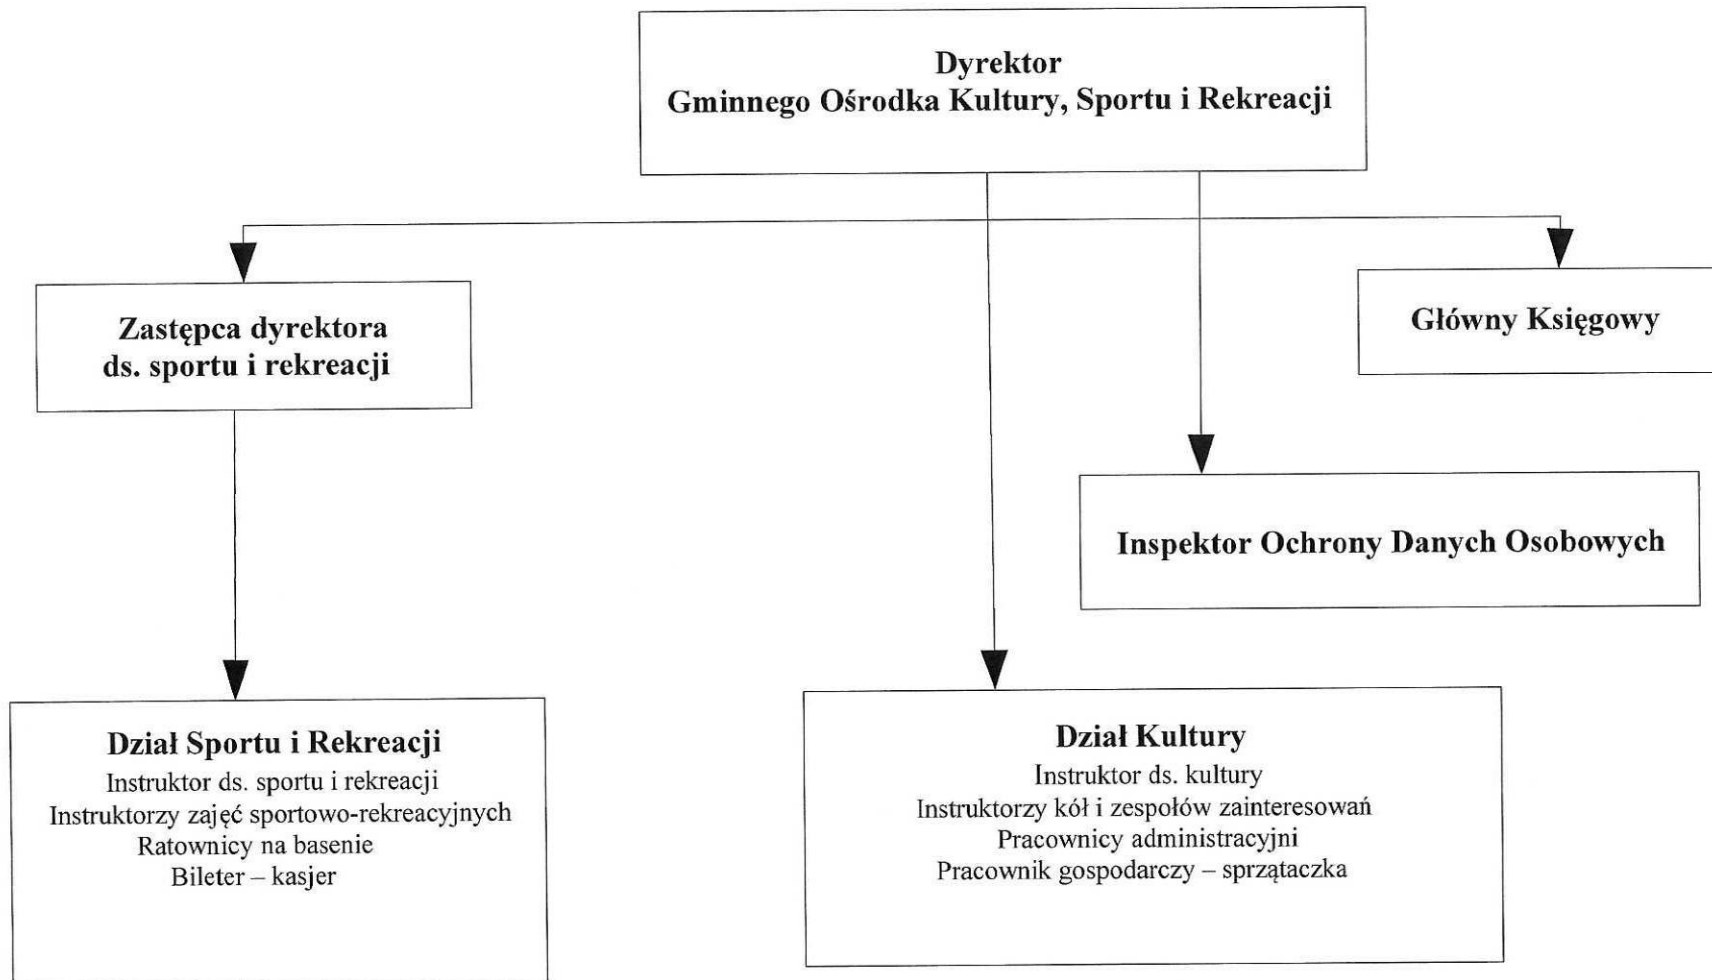 Dyrektor
Gminnego Ośrodka Kultury, Sportu i Rekreacji
Zastępca dyrektora
ds. sportu i rekreacji
Główny Księgowy
Inspektor Ochrony Danych Osobowych
Dział Sportu i Rekreacji
Instruktor ds. sportu i rekreacji
Instruktorzy zajęć sportowo-rekreacyjnych
Ratownicy na basenie
Bileter – kasjer
Dział Kultury
Instruktor ds. kultury
Instruktorzy kół i zespołów zainteresowań
Pracownicy administracyjni
Pracownik gospodarczy – sprzątaczka